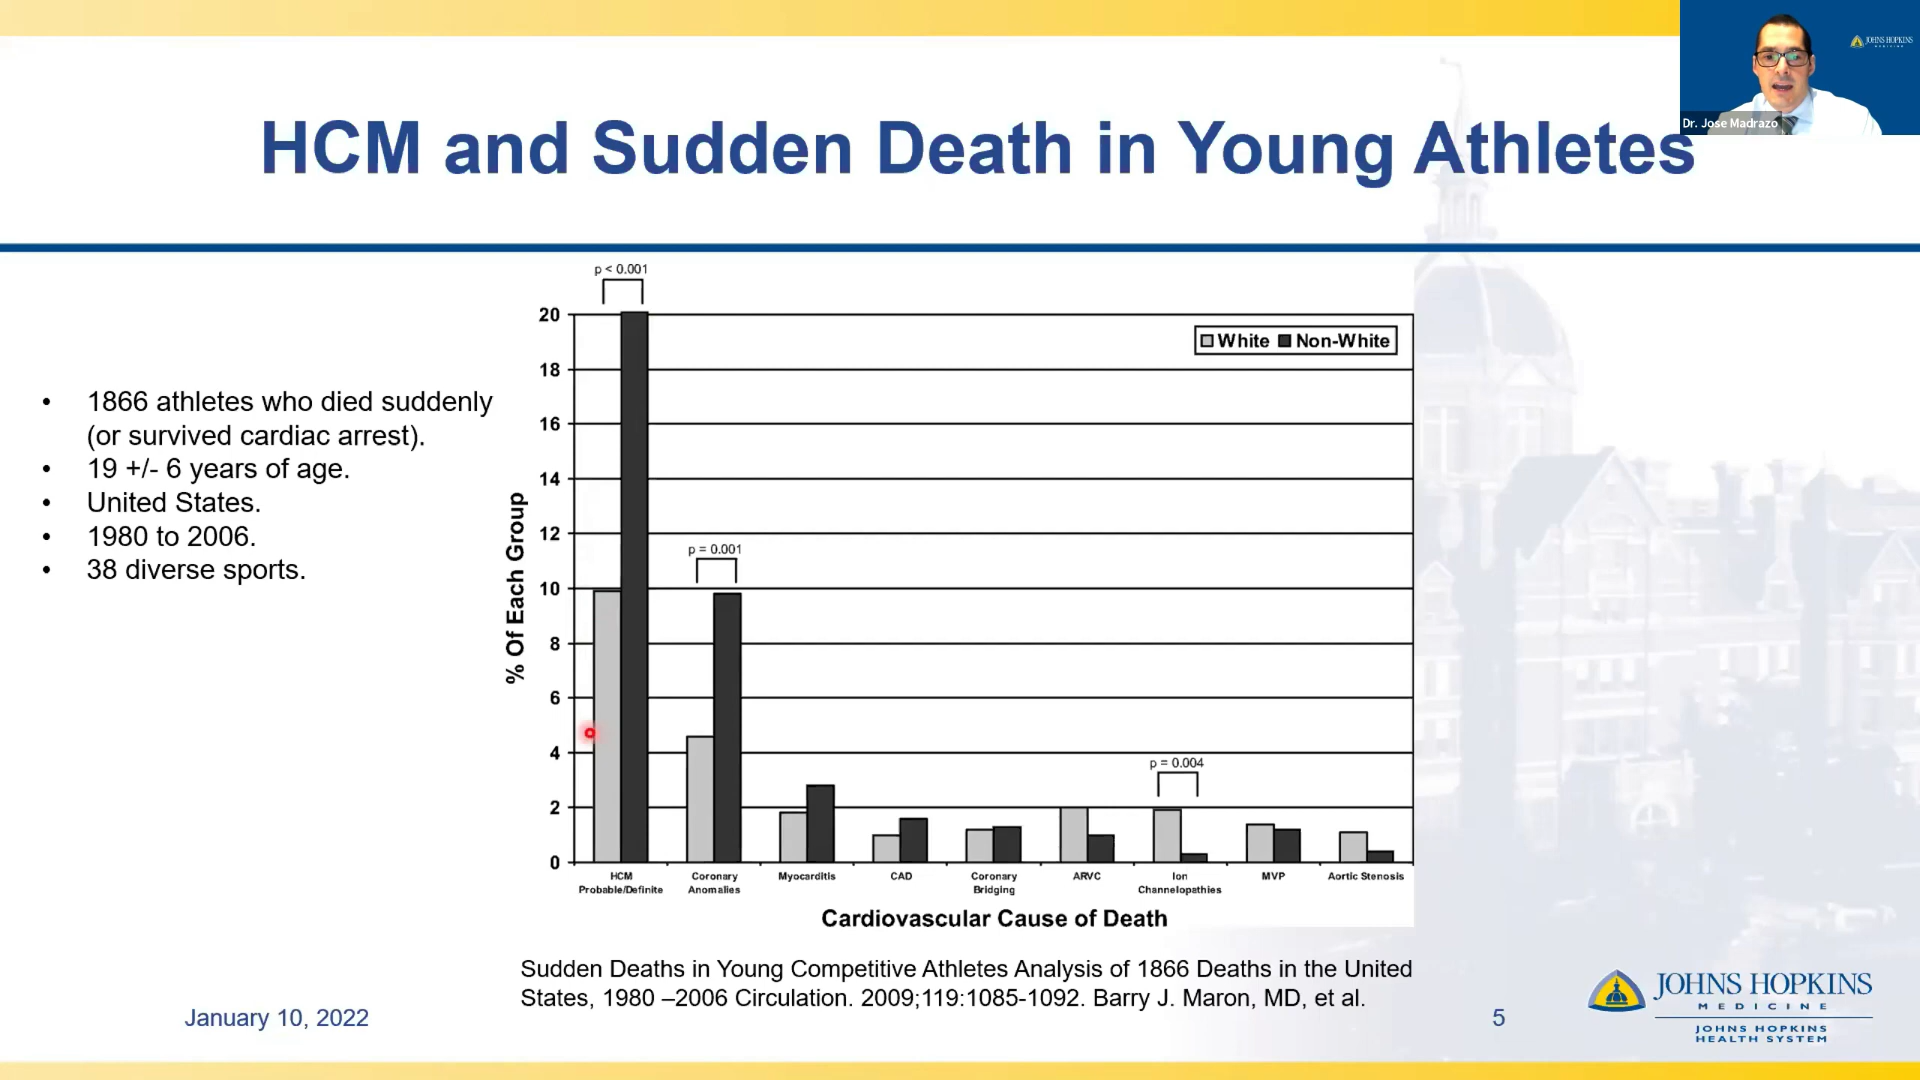 JOHNS HOPKINS
MEDICINE
Dr. Jose Madrazo
HCM and Sudden Death in Young Athletes
• 1866 athletes who died suddenly
(or survived cardiac arrest).
• 19 +/- 6 years of age.
• United States.
• 1980 to 2006.
• 38 diverse sports.
p < 0.001
White Non-White
p = 0.001
p = 0.004
% Of Each Group
20
18
16
14
12
10
8
6
4
2
0
HCM
Probable/Definite
Coronary
Anomalies
Myocarditis
CAD
Coronary
Bridging
ARVC
Ion
Channelopathies
MVP
Aortic Stenosis
Cardiovascular Cause of Death
Sudden Deaths in Young Competitive Athletes Analysis of 1866 Deaths in the United
States, 1980 –2006 Circulation. 2009;119:1085-1092. Barry J. Maron, MD, et al.
January 10, 2022
5
JOHNS HOPKINS
MEDICINE
JOHNS HOPKINS
HEALTH SYSTEM